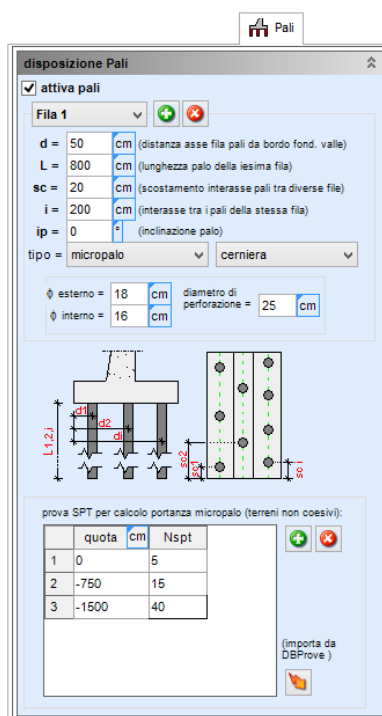 Pali
disposizione Pali
attiva pali
Fila 1
d = 50 cm (distanza asse fila pali da bordo fond. valle)
L = 800 cm (lunghezza palo della iesima fila)
sc = 20 cm (scostamento interasse pali tra diverse file)
i = 200 cm (interasse tra i pali della stessa fila)
ip = 0 ° (inclinazione palo)
tipo = micropalo cerniera
ϕ esterno = 18 cm
ϕ interno = 16 cm
diametro di
perforazione = 25 cm
d1
d2
di
L1,2,i
sc2
sc1
sc i
prova SPT per calcolo portanza micropalo (terreni non coesivi):
quota cm Nspt
1 0 5
2 -750 15
3 -1500 40
(importa da
DBProve )